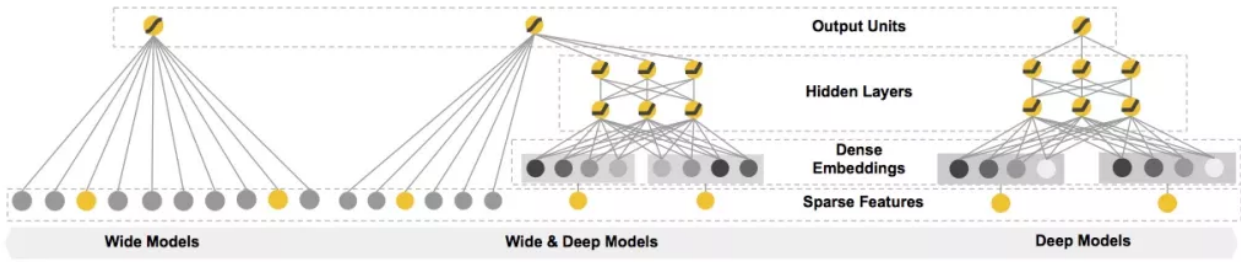 Output Units
Hidden Layers
Dense
Embeddings
Sparse Features
Wide Models
Wide & Deep Models
Deep Models